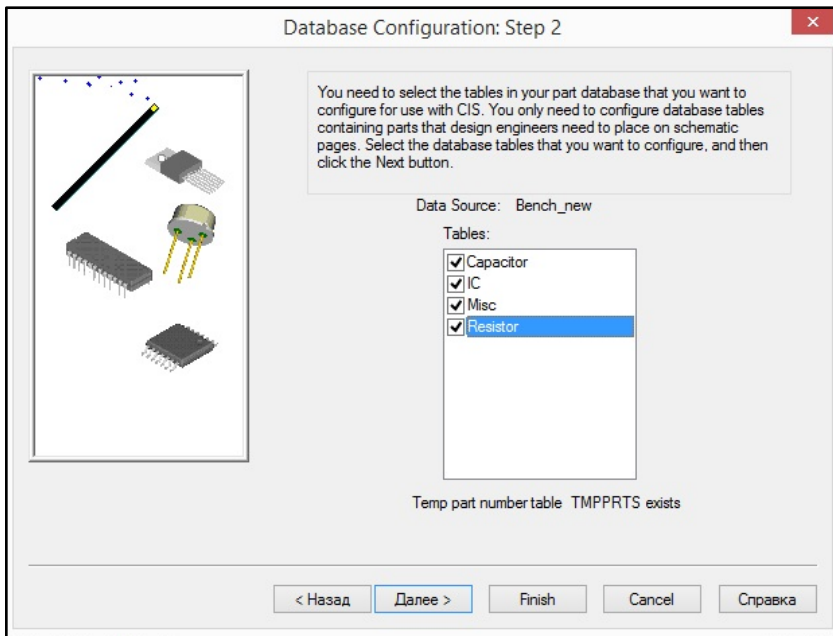 Database Configuration: Step 2
You need to select the tables in your part database that you want to
configure for use with CIS. You only need to configure database tables
containing parts that design engineers need to place on schematic
pages. Select the database tables that you want to configure, and then
click the Next button.
Data Source: Bench_new
Tables:
Capacitor
IC
Misc
Resistor
Temp part number table TMPPRTS exists
< Назад Далее > Finish Cancel Справка